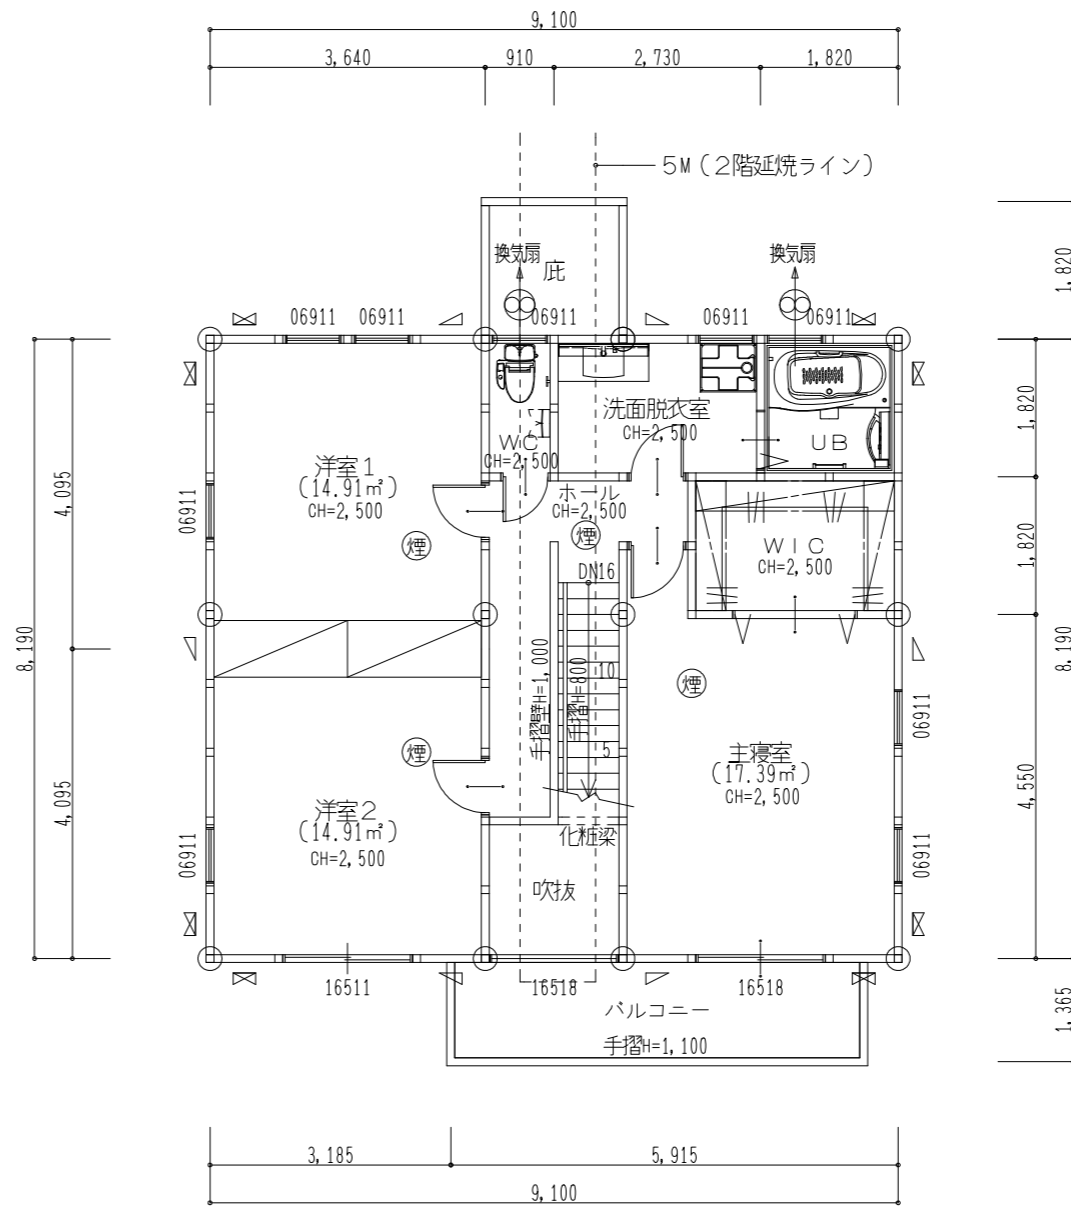 9,100
3,640
910
2,730
1,820
5M(2階延焼ライン)
1,820
換気扇
換気扇
庇
06911
06911
06911
06911
06911
洗面脱衣室
CH=2,500
UB
1,820
WC
CH=2,500
洋室1
(14.91㎡)
CH=2,500
ホール
CH=2,500
4,095
06911
煙
煙
WIC
CH=2,500
1,820
DN16
8,190
手摺壁H=1,000
手摺H=800
10
5
8,190
煙
06911
煙
主寝室
(17.39㎡)
CH=2,500
4,550
4,095
洋室2
(14.91㎡)
CH=2,500
化粧梁
06911
06911
吹抜
16511
16518
16518
バルコニー
手摺H=1,100
1,365
3,185
5,915
9,100